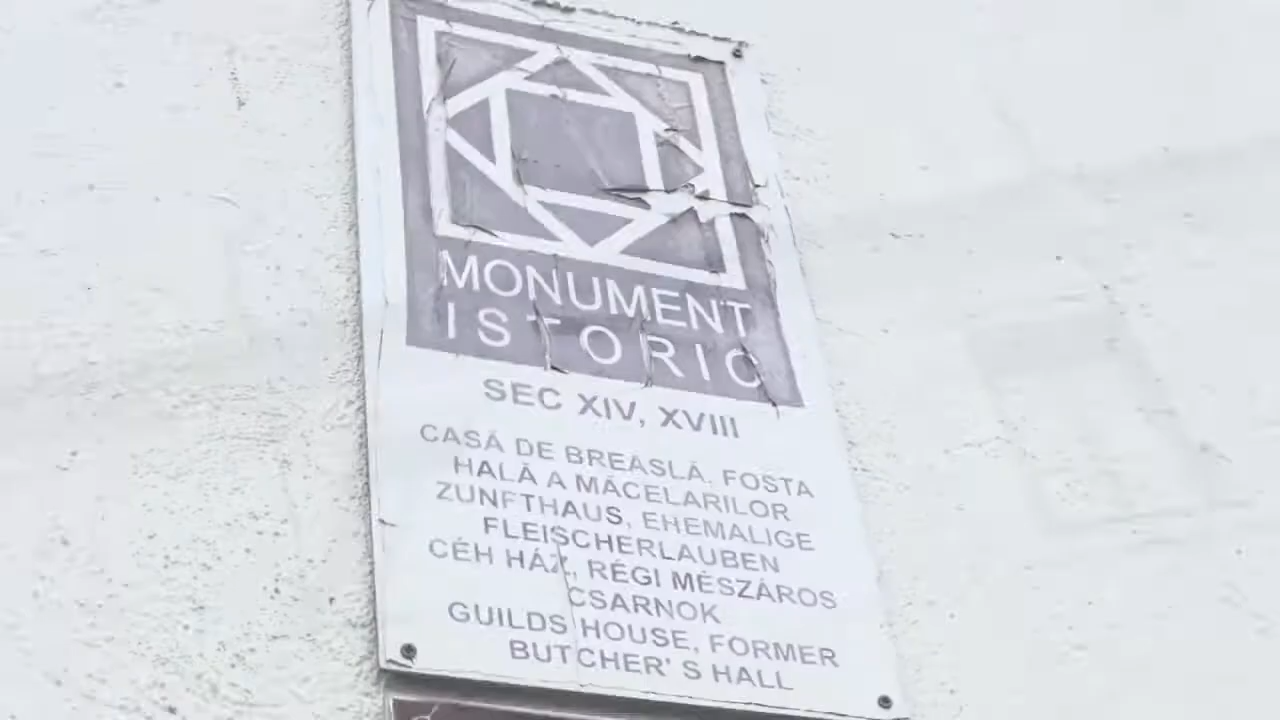 MONUMENT
ISTORIC
SEC XIV, XVIII
CASĂ DE BREASLĂ, FOSTA
HALĂ A MĂCELARILOR
ZUNFTHAUS, EHEMALIGE
FLEISCHERLAUBEN
CÉH HÁZ, RÉGI MÉSZÁROS
CSARNOK
GUILDS HOUSE, FORMER
BUTCHER' S HALL